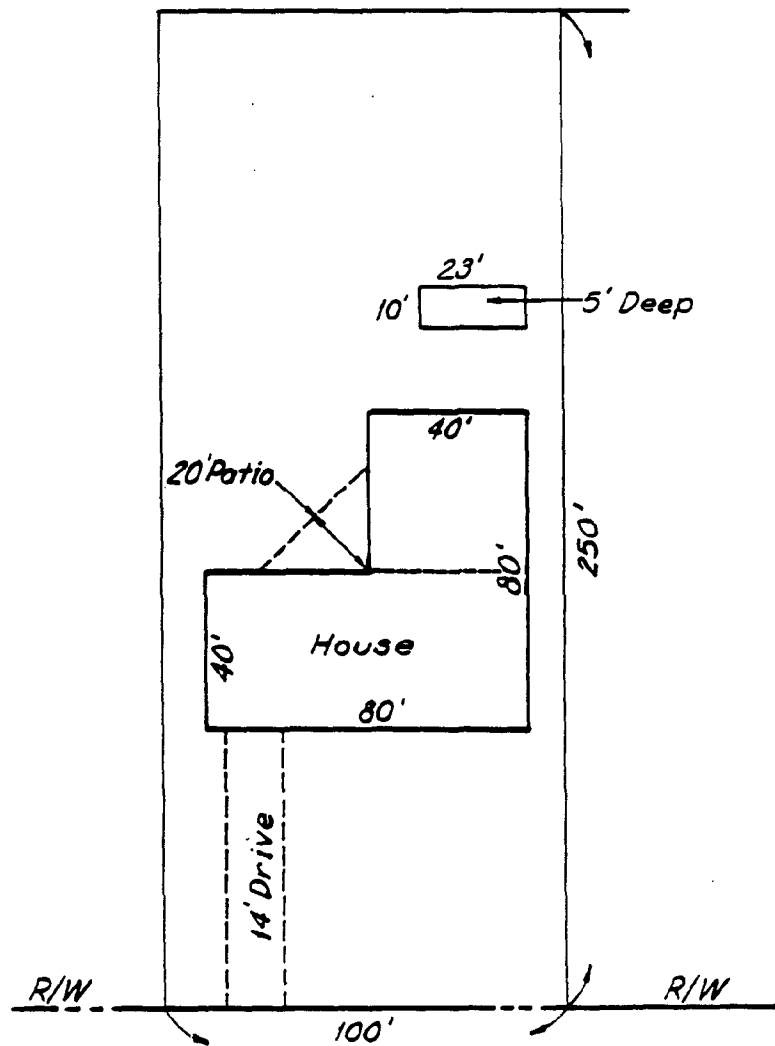 23'
10'
5' Deep
40'
20' Patio
250'
80'
House
40'
80'
14' Drive
R/W
R/W
100'